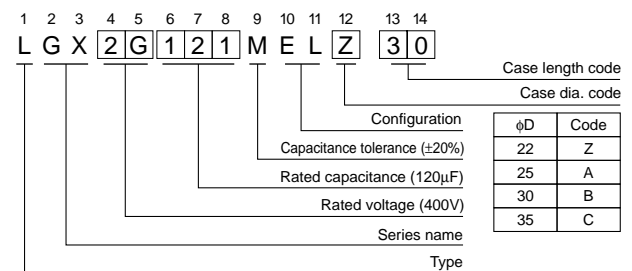 1 2 3 4 5 6 7 8 9 10 11 12 13 14
L G X 2 G 1 2 1 M E L Z 3 0
Case length code
Case dia. code
Configuration
Capacitance tolerance (±20%)
Rated capacitance (120μF)
Rated voltage (400V)
Series name
Type
ϕD Code
22 Z
25 A
30 B
35 C